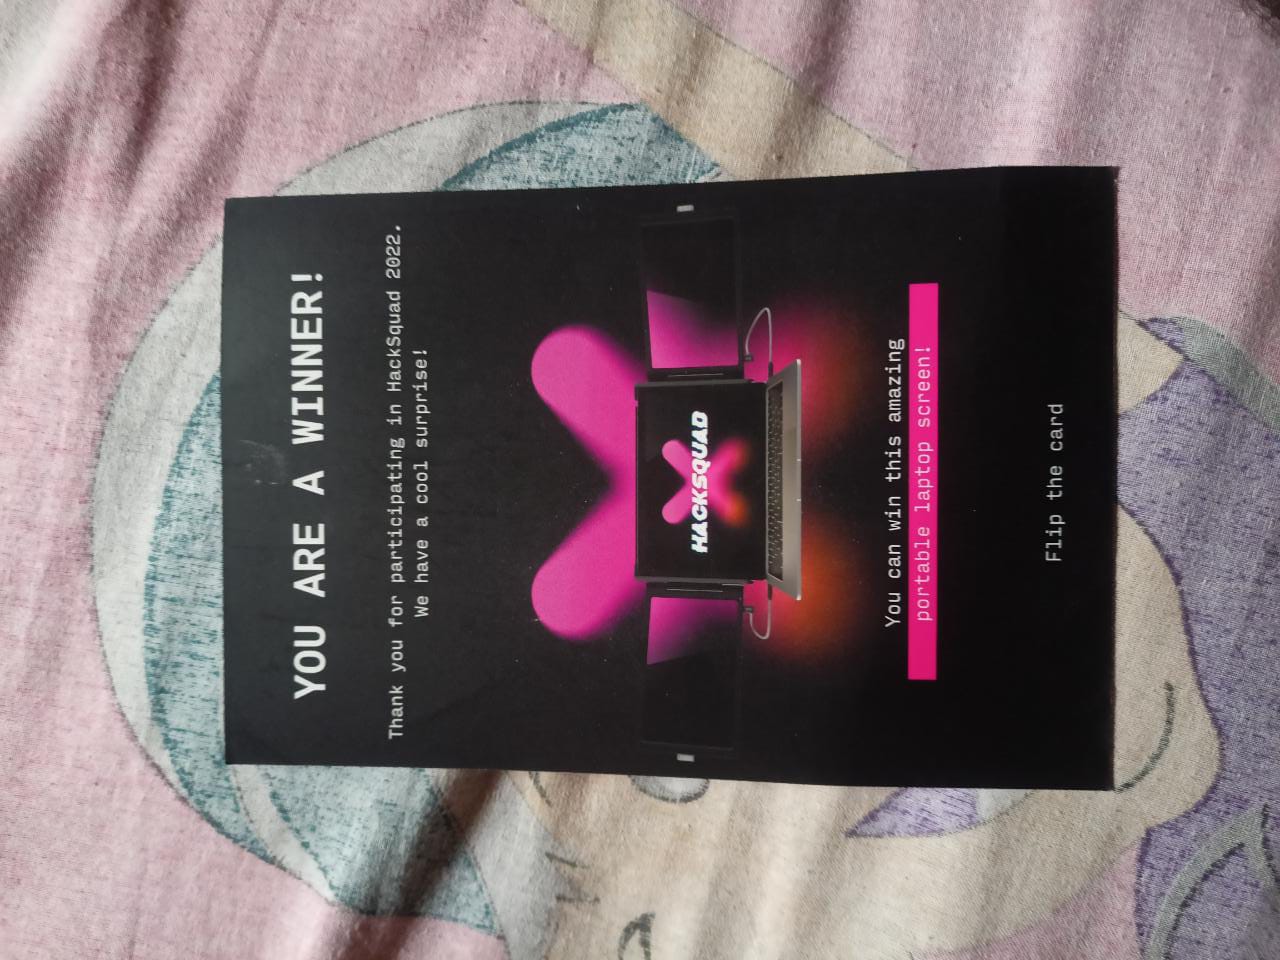 YOU ARE A WINNER!
Thank you for participating in HackSquad 2022.
We have a cool surprise!
HACKSQUAD
You can win this amazing
portable laptop screen!
Flip the card